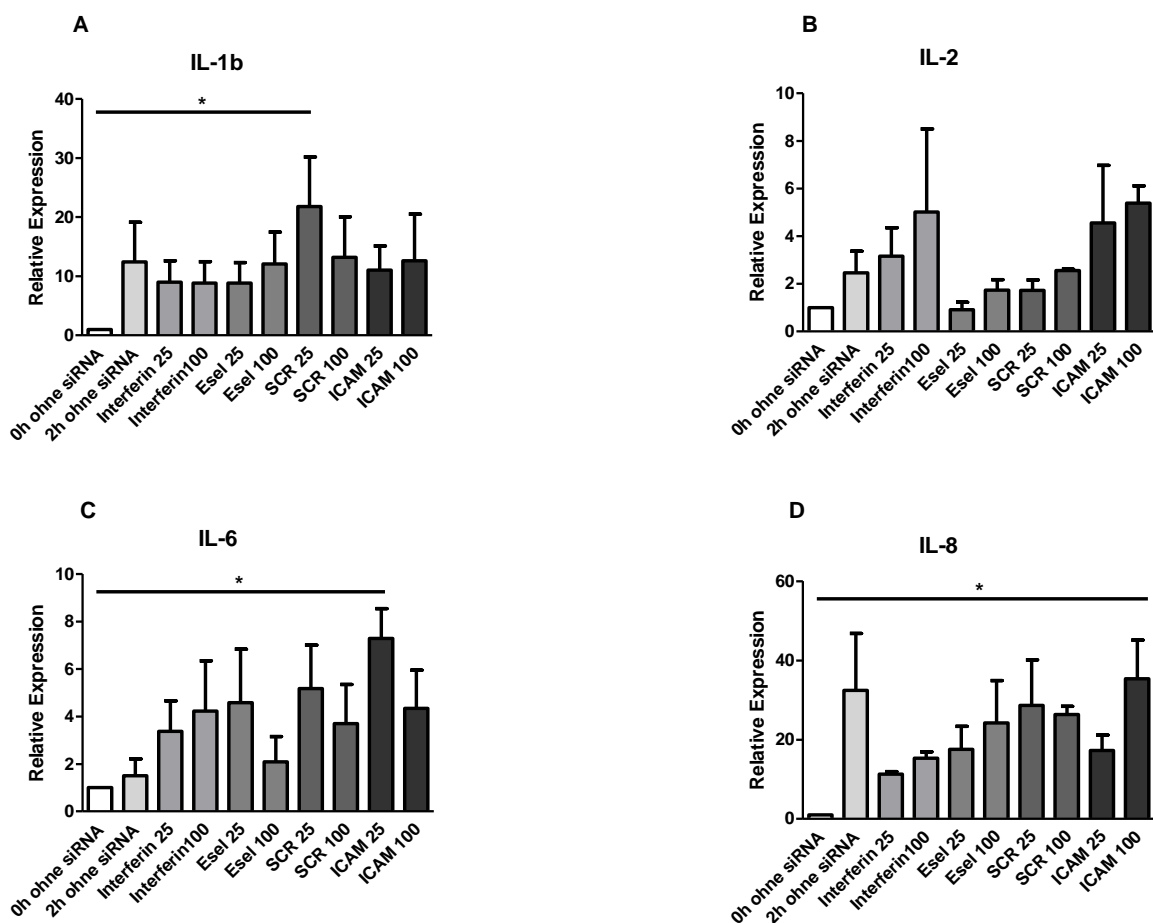 A
IL-1b
Relative Expression
40
30
20
10
0
*
0h ohne siRNA
2h ohne siRNA
Interferin 25
Interferin100
Esel 25
Esel 100
SCR 25
SCR 100
ICAM 25
ICAM 100
B
IL-2
Relative Expression
10
8
6
4
2
0
0h ohne siRNA
2h ohne siRNA
Interferin 25
Interferin100
Esel 25
Esel 100
SCR 25
SCR 100
ICAM 25
ICAM 100
C
IL-6
Relative Expression
10
8
6
4
2
0
*
0h ohne siRNA
2h ohne siRNA
Interferin 25
Interferin100
Esel 25
Esel 100
SCR 25
SCR 100
ICAM 25
ICAM 100
D
IL-8
Relative Expression
60
40
20
0
*
0h ohne siRNA
2h ohne siRNA
Interferin 25
Interferin100
Esel 25
Esel 100
SCR 25
SCR 100
ICAM 25
ICAM 100